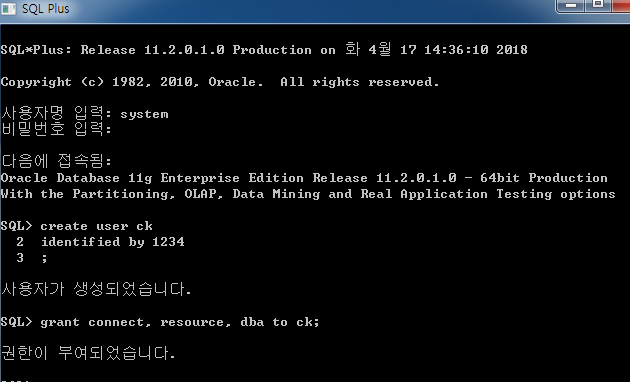 SQL Plus
SQL*Plus: Release 11.2.0.1.0 Production on 화 4월 17 14:36:10 2018
Copyright (c) 1982, 2010, Oracle.  All rights reserved.
사용자명 입력: system
비밀번호 입력:
다음에 접속됨:
Oracle Database 11g Enterprise Edition Release 11.2.0.1.0 - 64bit Production
With the Partitioning, OLAP, Data Mining and Real Application Testing options
SQL> create user ck
  2  identified by 1234
  3  ;
사용자가 생성되었습니다.
SQL> grant connect, resource, dba to ck;
권한이 부여되었습니다.